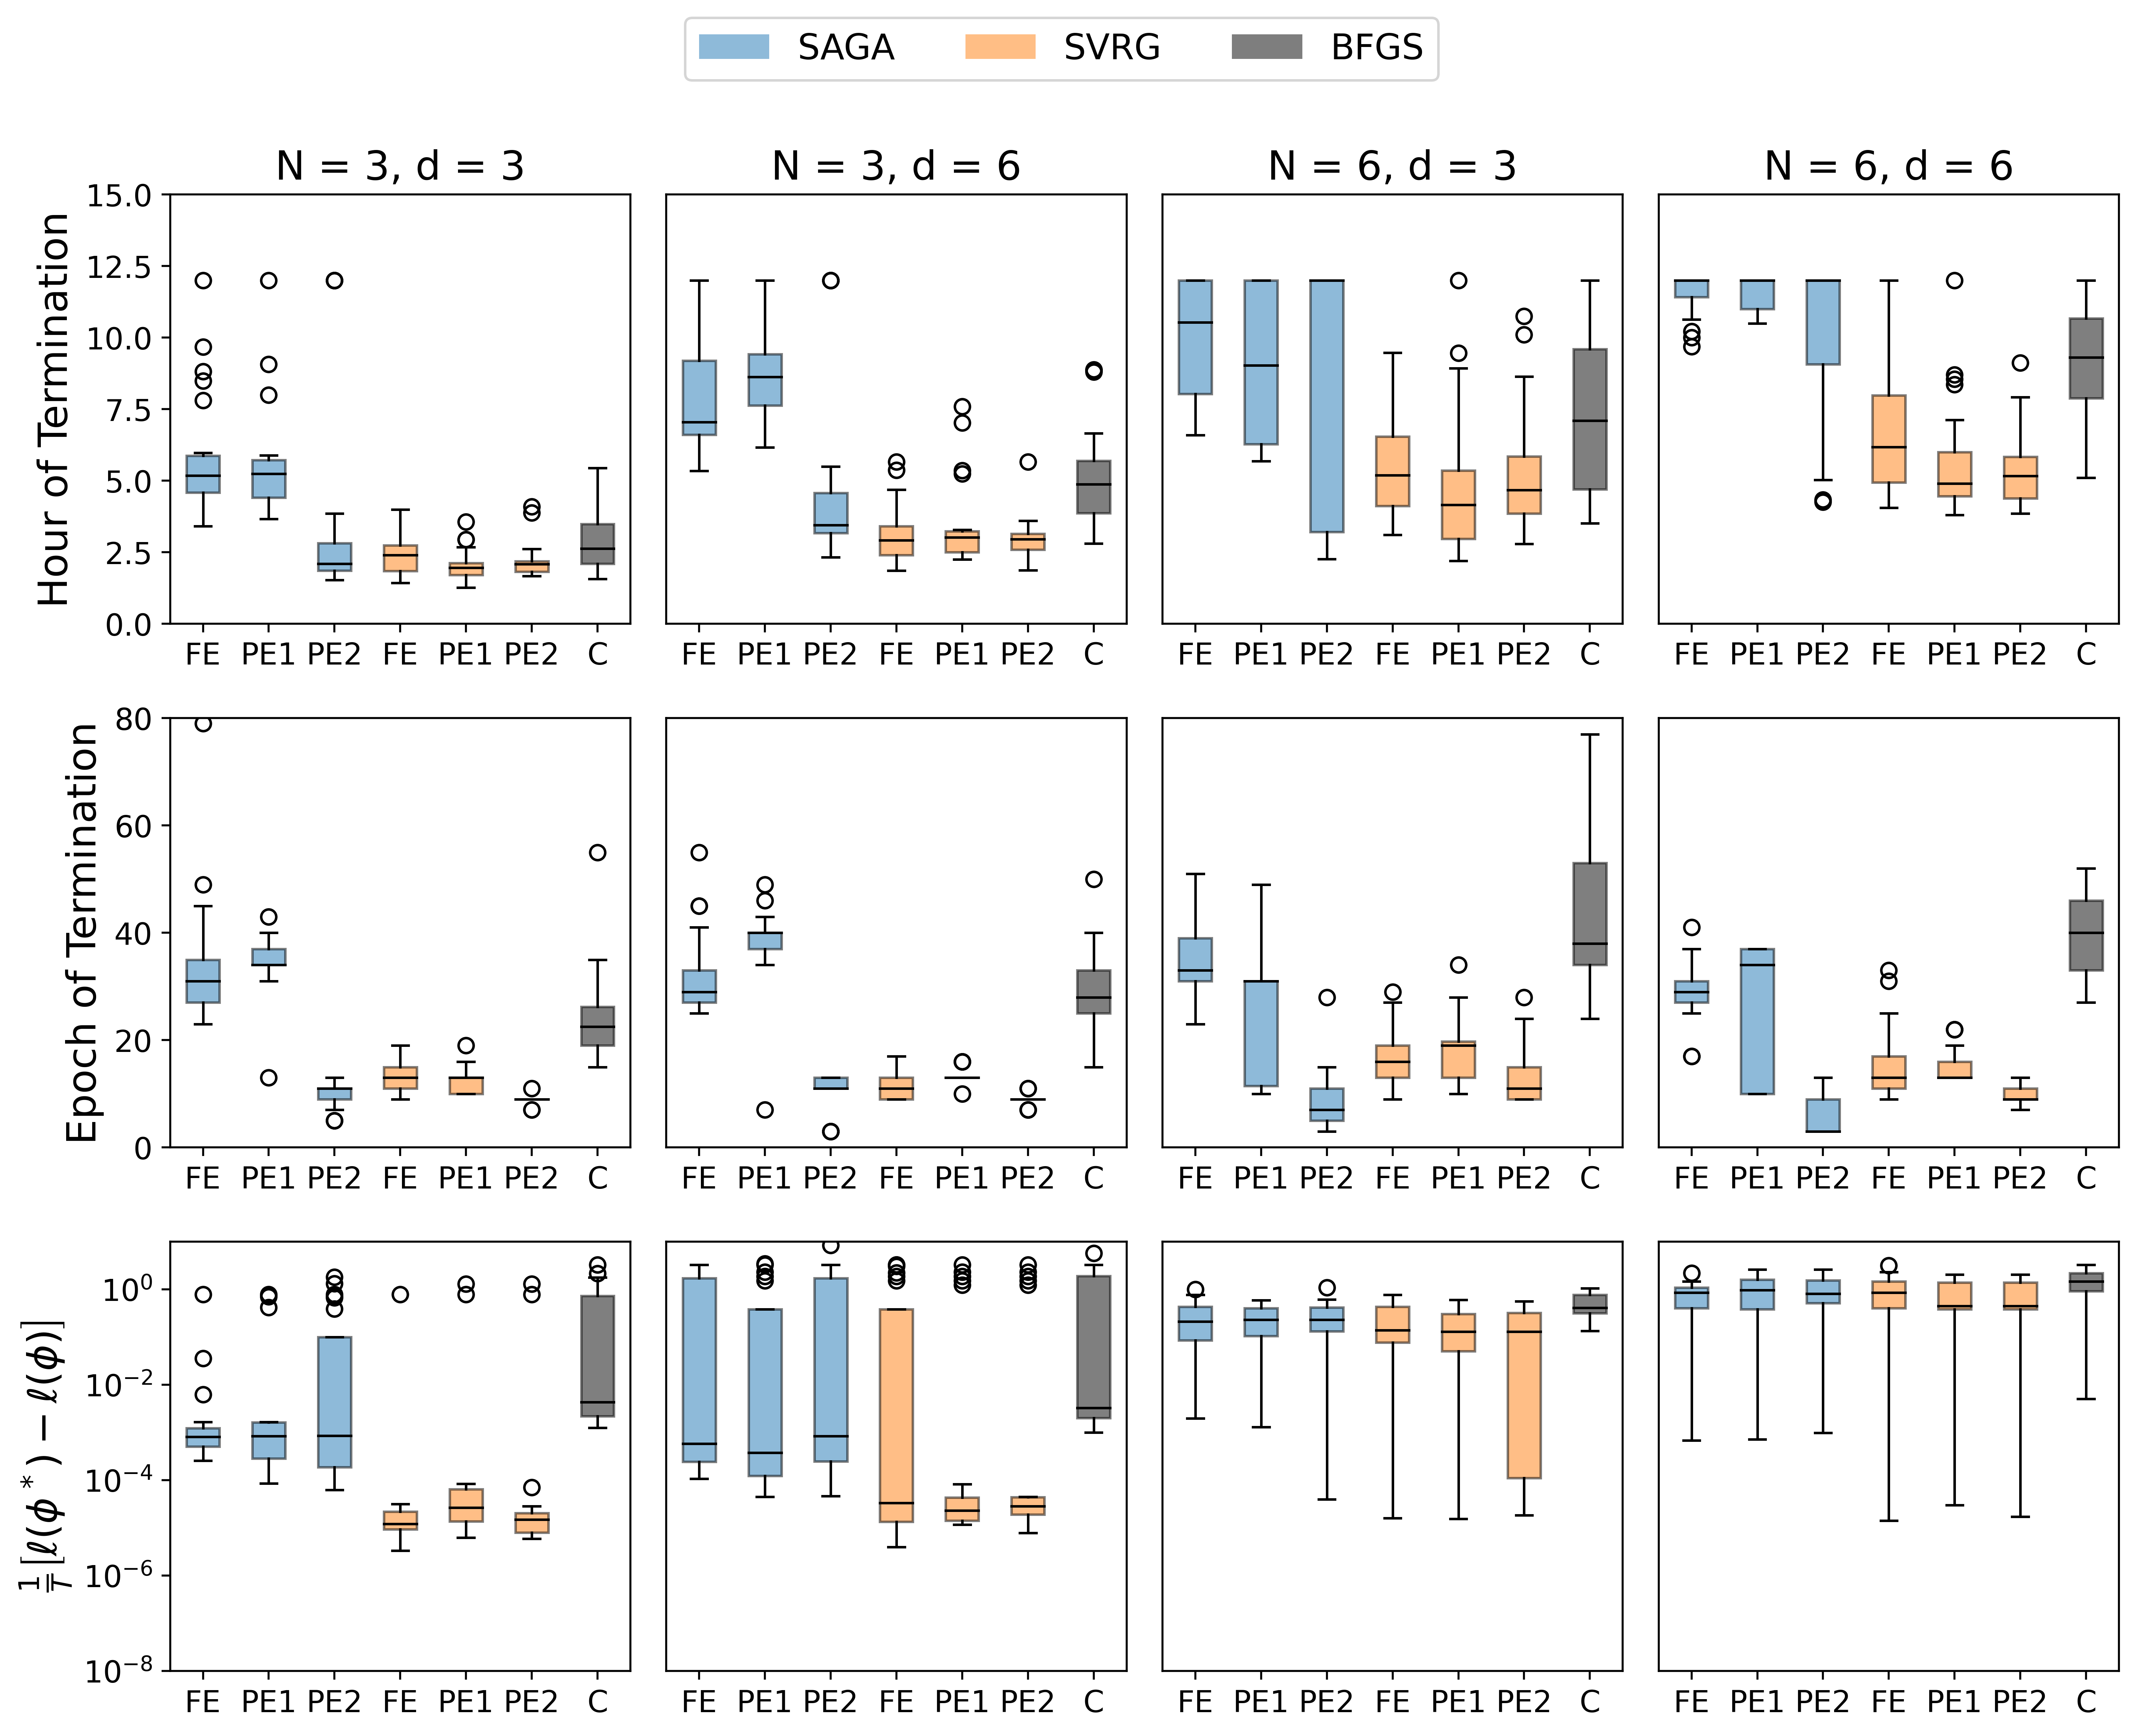 SAGA SVRG BFGS
N = 3, d = 3 N = 3, d = 6 N = 6, d = 3 N = 6, d = 6
Hour of Termination
15.0
12.5
10.0
7.5
5.0
2.5
0.0
FE PE1 PE2 FE PE1 PE2 C FE PE1 PE2 FE PE1 PE2 C FE PE1 PE2 FE PE1 PE2 C FE PE1 PE2 FE PE1 PE2 C
Epoch of Termination
80
60
40
20
0
FE PE1 PE2 FE PE1 PE2 C FE PE1 PE2 FE PE1 PE2 C FE PE1 PE2 FE PE1 PE2 C FE PE1 PE2 FE PE1 PE2 C
$\frac{1}{T}[\ell(\phi^*) - \ell(\phi)]$
10⁰
10⁻²
10⁻⁴
10⁻⁶
10⁻⁸
FE PE1 PE2 FE PE1 PE2 C FE PE1 PE2 FE PE1 PE2 C FE PE1 PE2 FE PE1 PE2 C FE PE1 PE2 FE PE1 PE2 C